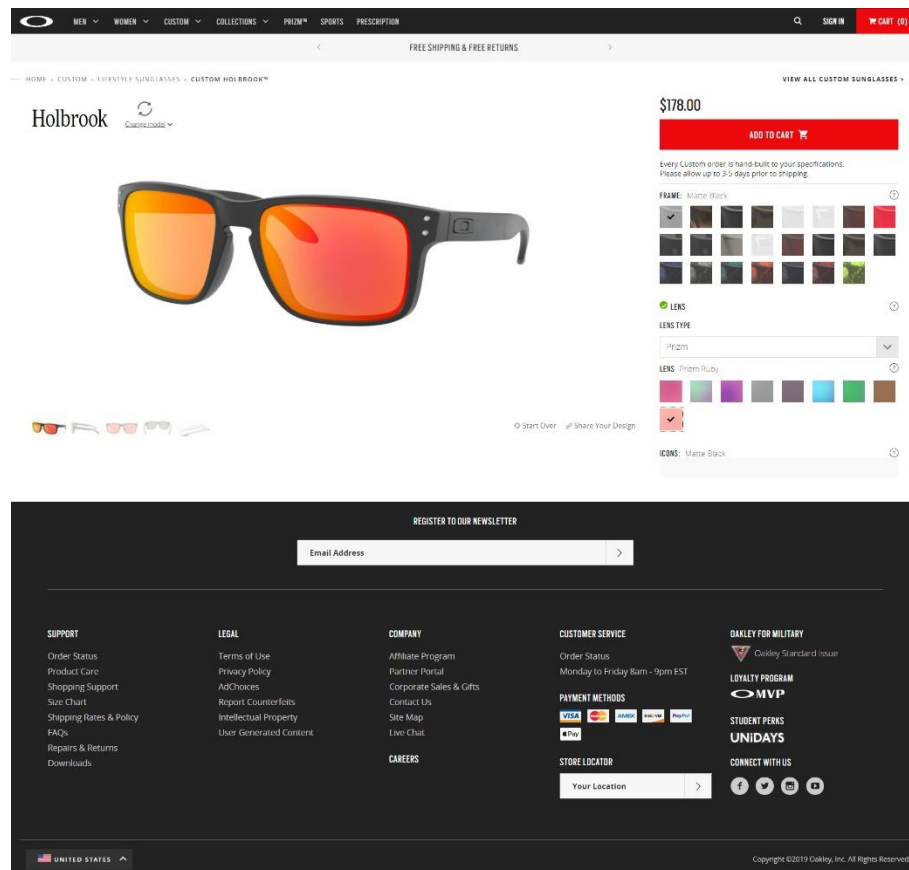 MEN WOMEN CUSTOM COLLECTIONS PRIZM™ SPORTS PRESCRIPTION SIGN IN CART (0)
FREE SHIPPING & FREE RETURNS
HOME CUSTOM LIFESTYLE SUNGLASSES CUSTOM HOLBROOK™ VIEW ALL CUSTOM SUNGLASSES
Holbrook
Change model
$178.00
ADD TO CART
Every Custom order is hand-built to your specifications.
Please allow up to 3-5 days prior to shipping.
FRAME: Matte Black
LENS
LENS TYPE
Prizm
LENS Prizm Ruby
Start Over Share Your Design
ICONS: Matte Black
REGISTER TO OUR NEWSLETTER
Email Address
SUPPORT
Order Status
Product Care
Shopping Support
Size Chart
Shipping Rates & Policy
FAQs
Repairs & Returns
Downloads
LEGAL
Terms of Use
Privacy Policy
AdChoices
Report Counterfeits
Intellectual Property
User Generated Content
COMPANY
Affiliate Program
Partner Portal
Corporate Sales & Gifts
Contact Us
Site Map
Live Chat
CAREERS
CUSTOMER SERVICE
Order Status
Monday to Friday 8am - 9pm EST
PAYMENT METHODS
VISA AMEX DISCOVER PayPal
Pay
STORE LOCATOR
Your Location
OAKLEY FOR MILITARY
Oakley Standard Issue
LOYALTY PROGRAM
MVP
STUDENT PERKS
UNiDAYS
CONNECT WITH US
UNITED STATES
Copyright ©2019 Oakley, Inc. All Rights Reserved